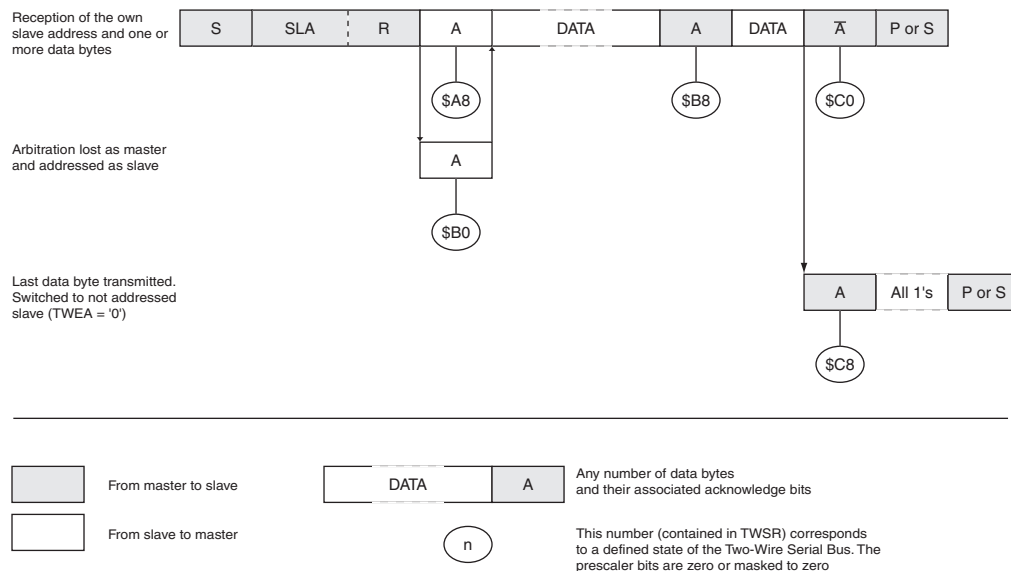 Reception of the own
slave address and one or
more data bytes
S SLA R A DATA A DATA A̅ P or S
$A8 $B8 $C0
Arbitration lost as master
and addressed as slave
A
$B0
Last data byte transmitted.
Switched to not addressed
slave (TWEA = '0')
A All 1's P or S
$C8
From master to slave
DATA A
Any number of data bytes
and their associated acknowledge bits
From slave to master
n
This number (contained in TWSR) corresponds
to a defined state of the Two-Wire Serial Bus. The
prescaler bits are zero or masked to zero